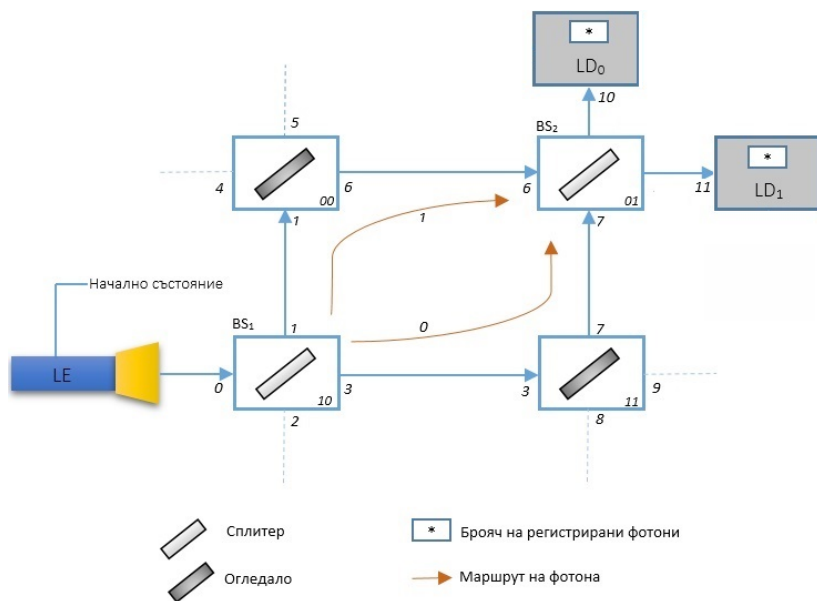 *
LD0
10
5
BS2
*
LD1
4
6
00
1
6
01
7
11
1
Начално състояние
BS1
1
0
7
LE
0
3
10
2
3
9
11
8
Сплитер
* Брояч на регистрирани фотони
Огледало
Маршрут на фотона